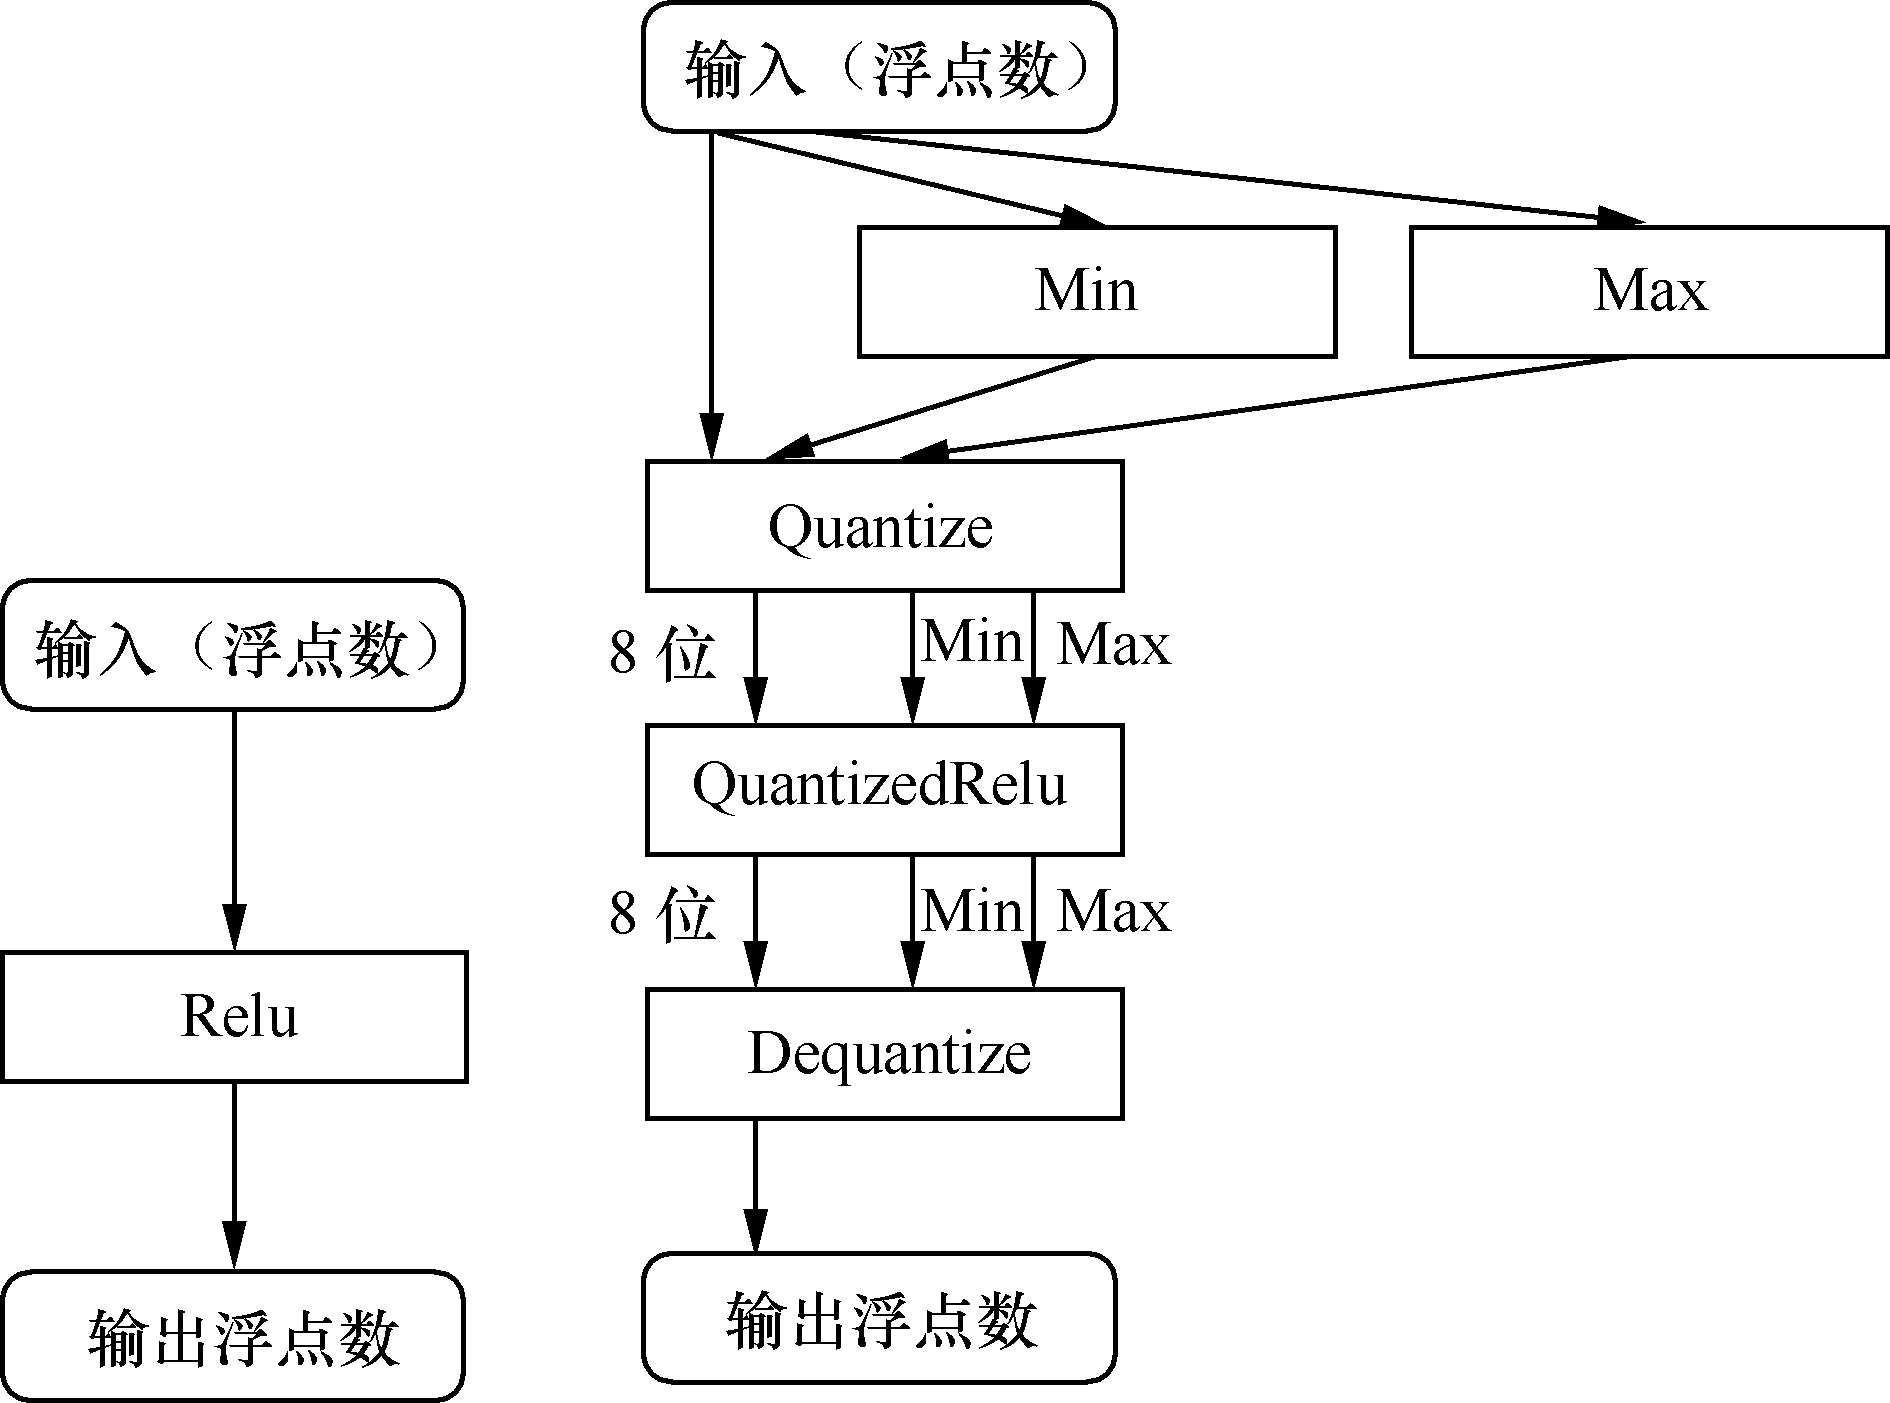 输入（浮点数）
Min
Max
Quantize
8 位
Min
Max
QuantizedRelu
8 位
Min
Max
Dequantize
输出浮点数
输入（浮点数）
Relu
输出浮点数